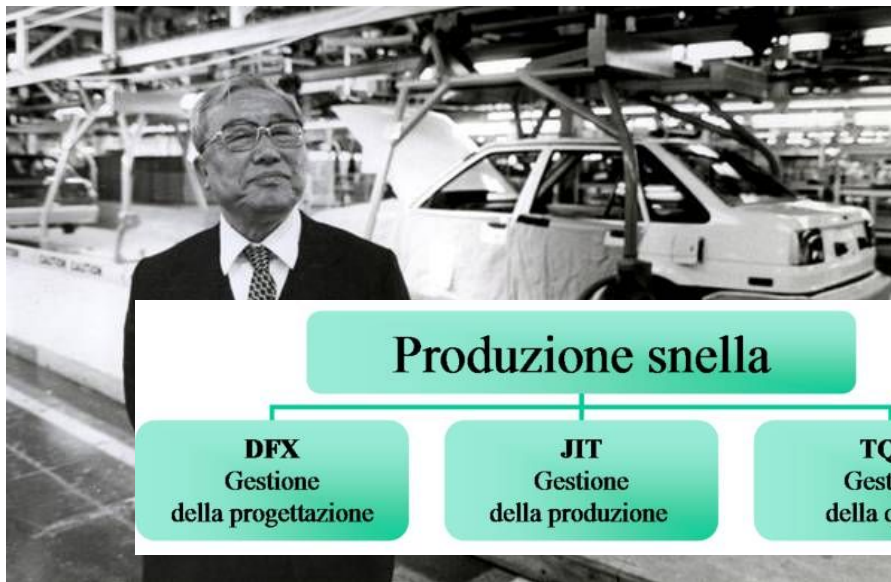 CAUTION CAUTION
Produzione snella
DFX
Gestione
della progettazione
JIT
Gestione
della produzione